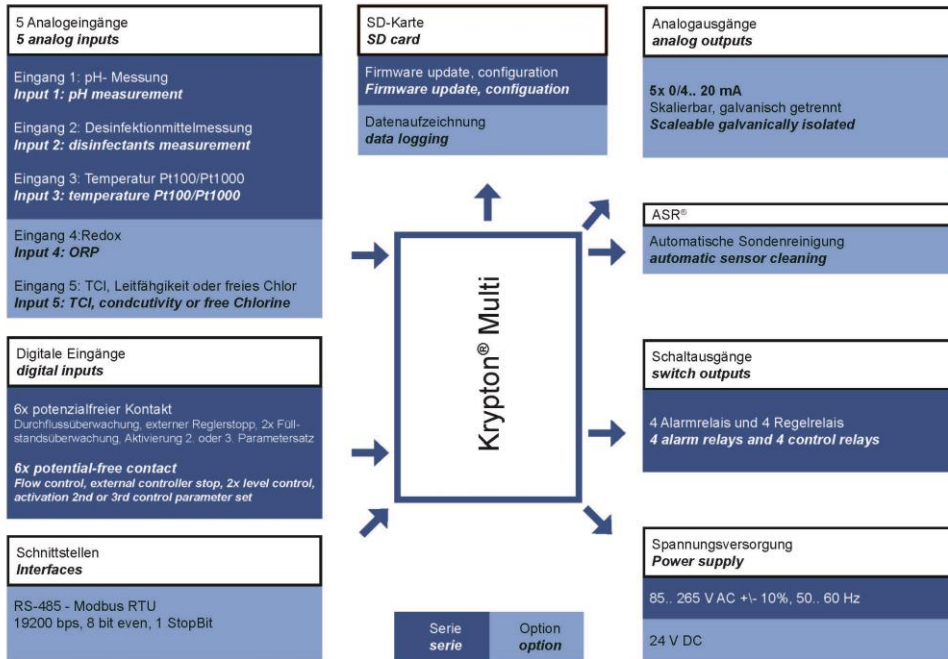 5 Analogeingänge
5 analog inputs
Eingang 1: pH- Messung
Input 1: pH measurement
Eingang 2: Desinfektionmittelmessung
Input 2: disinfectants measurement
Eingang 3: Temperatur Pt100/Pt1000
Input 3: temperature Pt100/Pt1000
Eingang 4:Redox
Input 4: ORP
Eingang 5: TCl, Leitfähgikeit oder freies Chlor
Input 5: TCl, condcutivity or free Chlorine
Digitale Eingänge
digital inputs
6x potenzialfreier Kontakt
Durchflussüberwachung, externer Reglerstopp, 2x Füll-
standsüberwachung, Aktivierung 2. oder 3. Parametersatz
6x potential-free contact
Flow control, external controller stop, 2x level control,
activation 2nd or 3rd control parameter set
Schnittstellen
Interfaces
RS-485 - Modbus RTU
19200 bps, 8 bit even, 1 StopBit
SD-Karte
SD card
Firmware update, configuration
Firmware update, configuation
Datenaufzeichnung
data logging
Krypton® Multi
Serie
serie
Option
option
Analogausgänge
analog outputs
5x 0/4.. 20 mA
Skalierbar, galvanisch getrennt
Scaleable galvanically isolated
ASR®
Automatische Sondenreinigung
automatic sensor cleaning
Schaltausgänge
switch outputs
4 Alarmrelais und 4 Regelrelais
4 alarm relays and 4 control relays
Spannungsversorgung
Power supply
85.. 265 V AC +\- 10%, 50.. 60 Hz
24 V DC